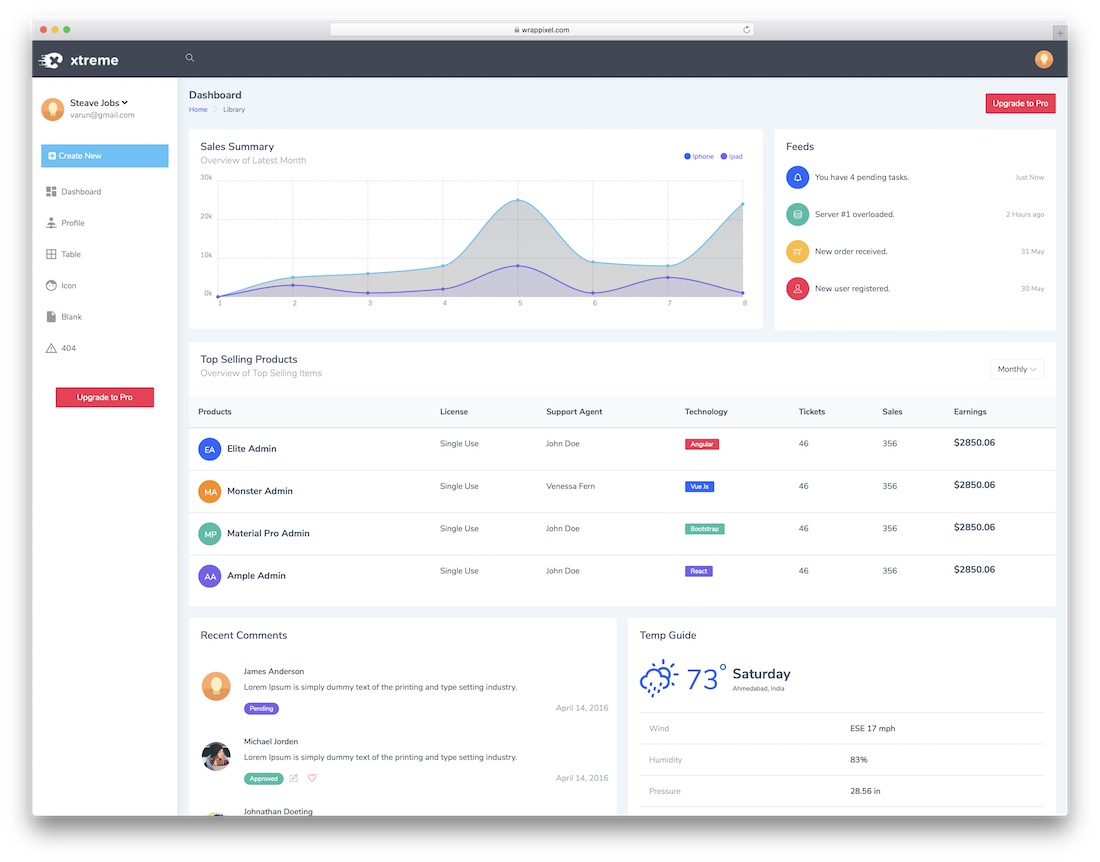 wrappixel.com
xtreme
Steave Jobs
varun@gmail.com
Create New
Dashboard
Profile
Table
Icon
Blank
404
Upgrade to Pro
Dashboard
Home > Library
Upgrade to Pro
Sales Summary
Overview of Latest Month
Iphone Ipad
30k
20k
10k
0k
1 2 3 4 5 6 7 8
Feeds
You have 4 pending tasks. Just Now
Server #1 overloaded. 2 Hours ago
New order received. 31 May
New user registered. 30 May
Top Selling Products
Overview of Top Selling Items
Monthly
Products License Support Agent Technology Tickets Sales Earnings
EA Elite Admin Single Use John Doe Angular 46 356 $2850.06
MA Monster Admin Single Use Venessa Fern Vue Js 46 356 $2850.06
MP Material Pro Admin Single Use John Doe Bootstrap 46 356 $2850.06
AA Ample Admin Single Use John Doe React 46 356 $2850.06
Recent Comments
James Anderson
Lorem Ipsum is simply dummy text of the printing and type setting industry.
Pending April 14, 2016
Michael Jorden
Lorem Ipsum is simply dummy text of the printing and type setting industry.
Approved April 14, 2016
Johnathan Doeting
Temp Guide
73° Saturday
Ahmedabad, India
Wind ESE 17 mph
Humidity 83%
Pressure 28.56 in